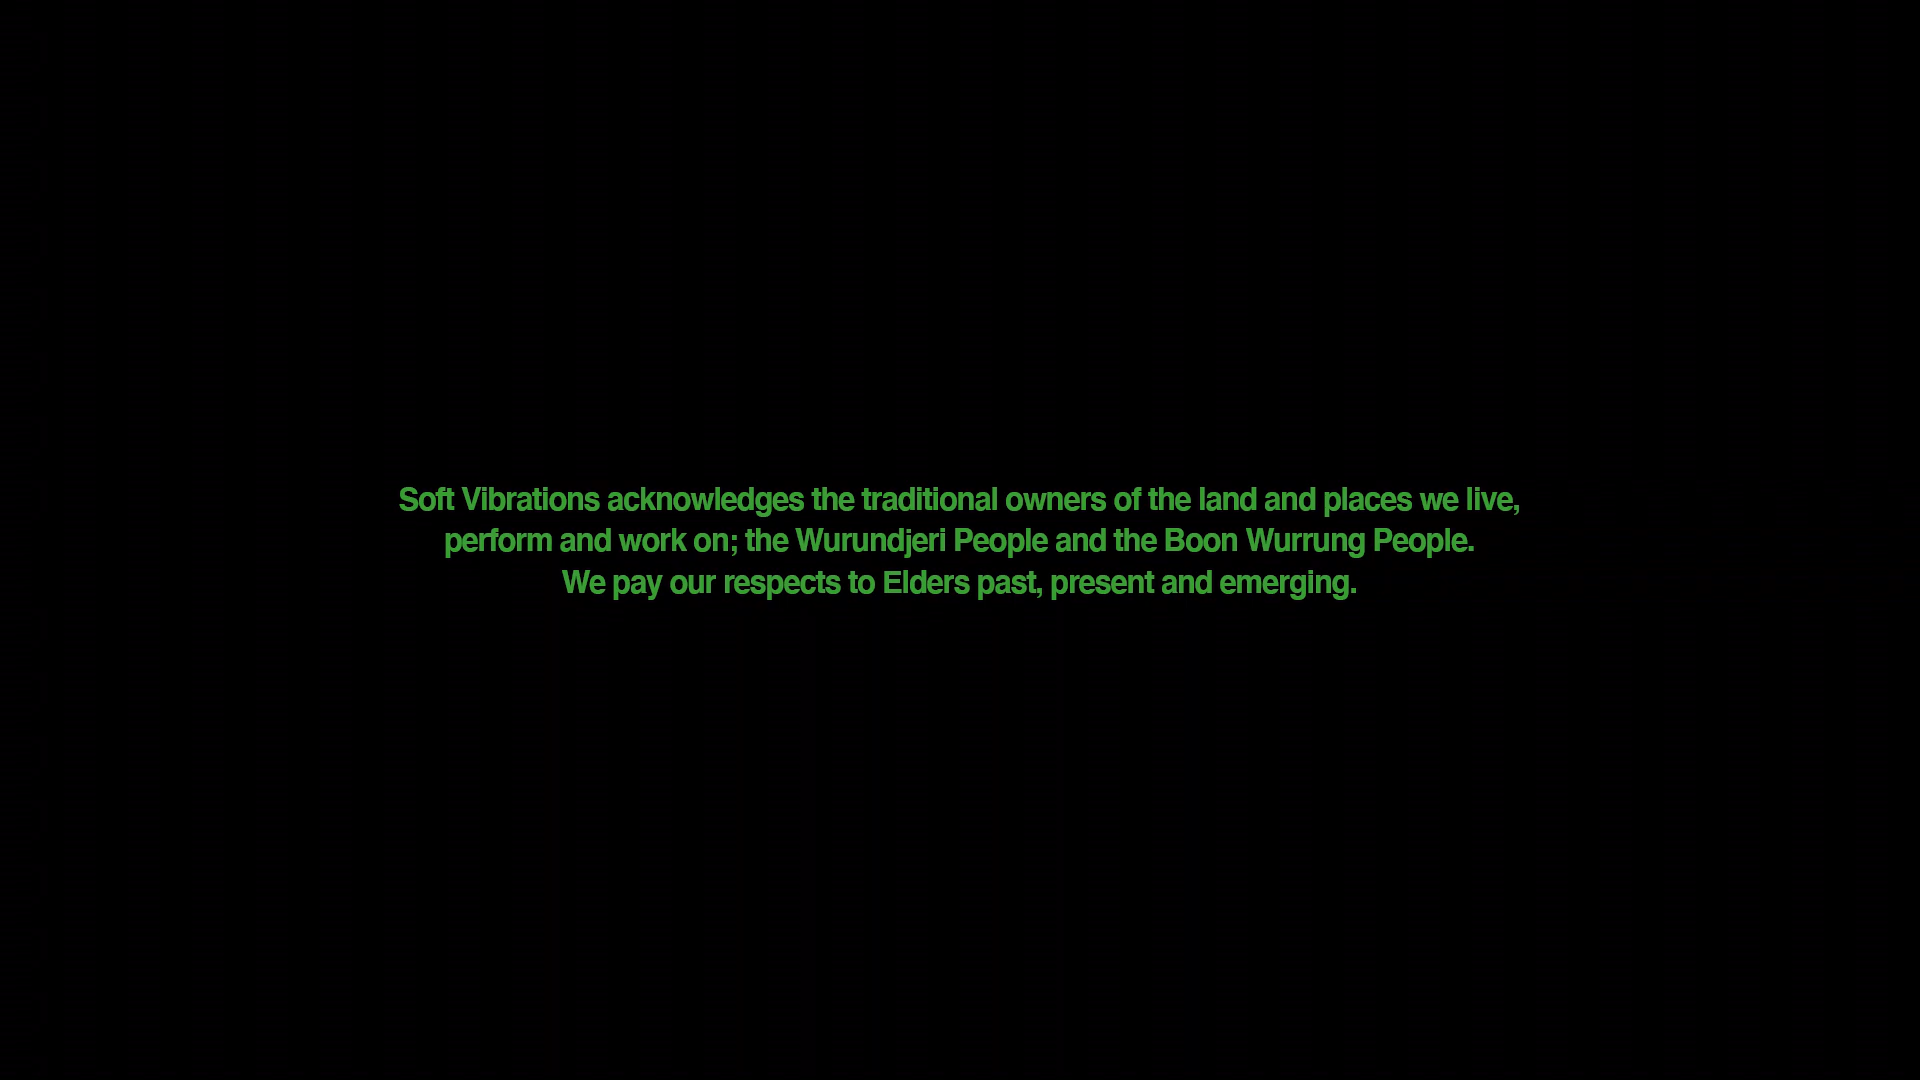 Soft Vibrations acknowledges the traditional owners of the land and places we live,
perform and work on; the Wurundjeri People and the Boon Wurrung People.
We pay our respects to Elders past, present and emerging.